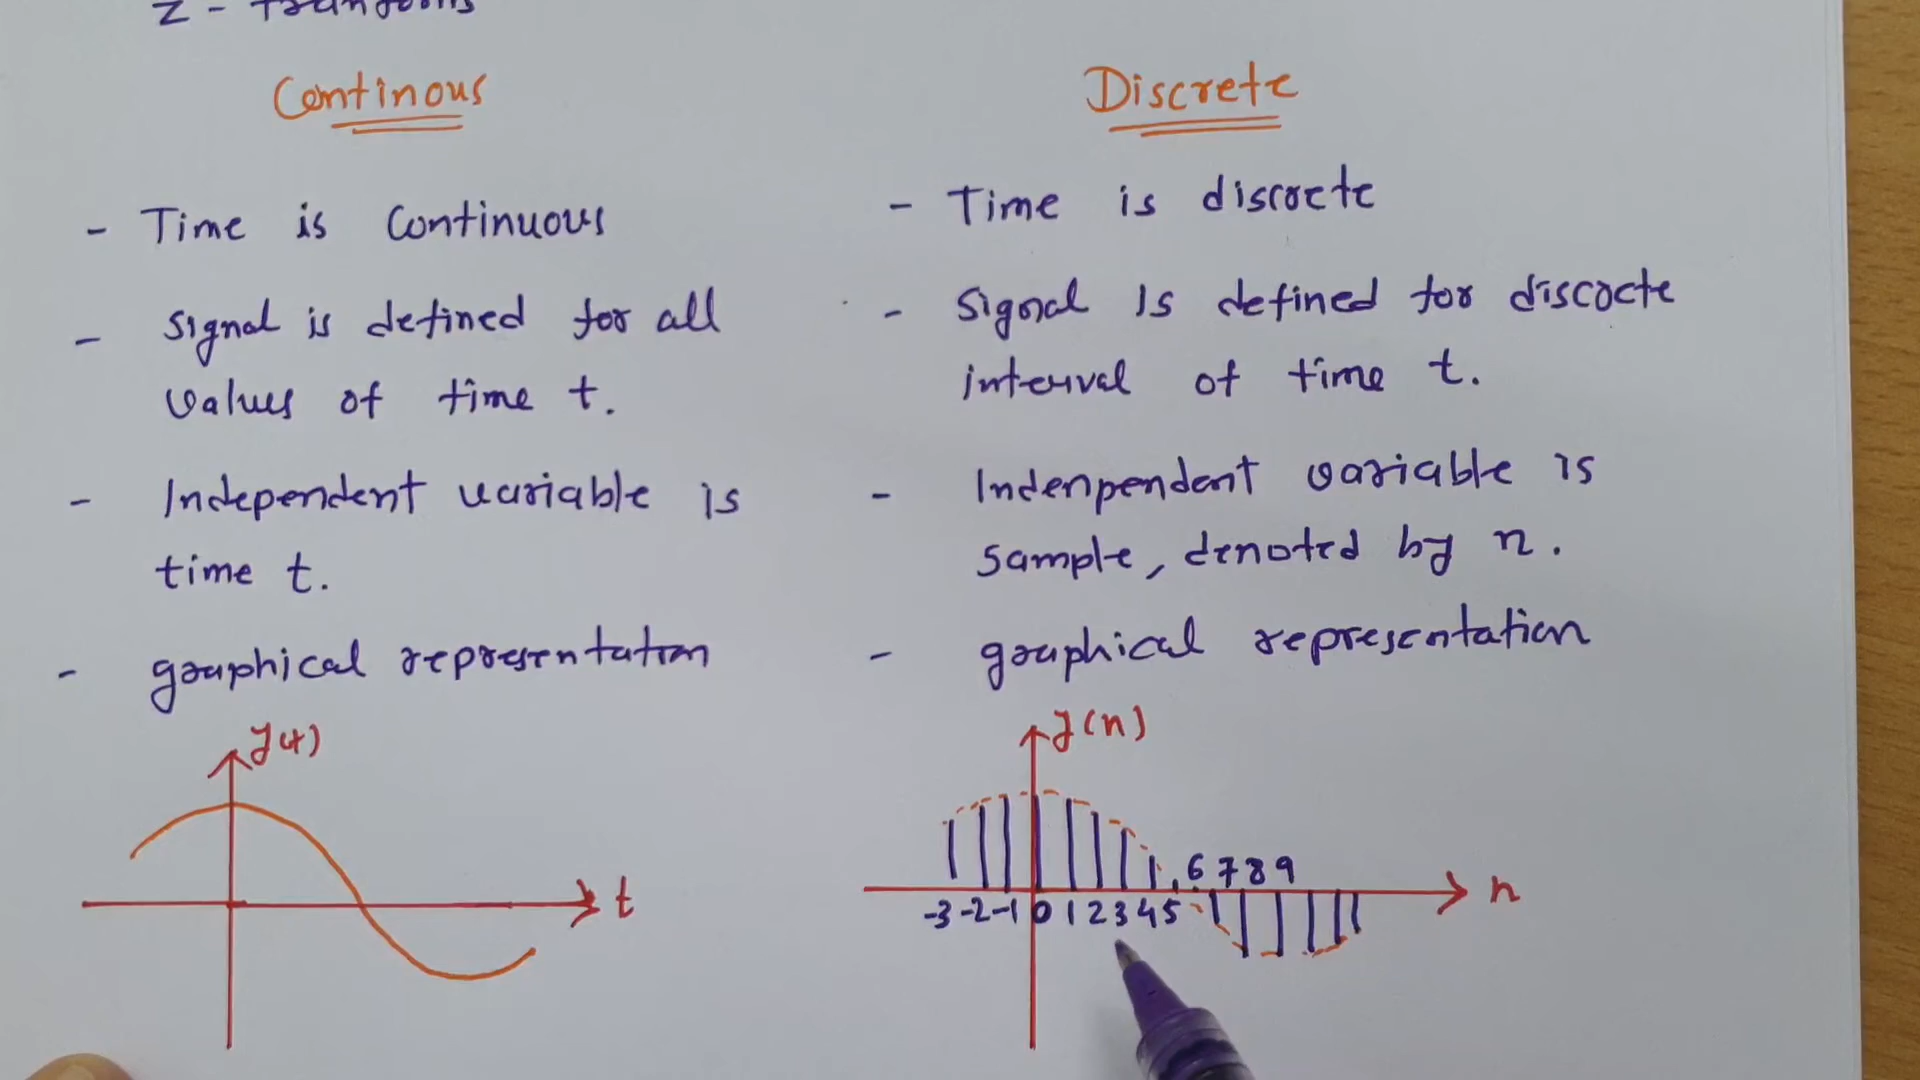 Z - Transforms
Continous
- Time is Continuous
- Signal is defined for all
values of time t.
- Independent variable is
time t.
- graphical representation
y(t)
t
Discrete
- Time is discrete
- Signal is defined for discrete
interval of time t.
- Indenpendent variable is
sample, denoted by n.
- graphical representation
y(n)
6 7 8 9
-3 -2 -1 0 1 2 3 4 5
n